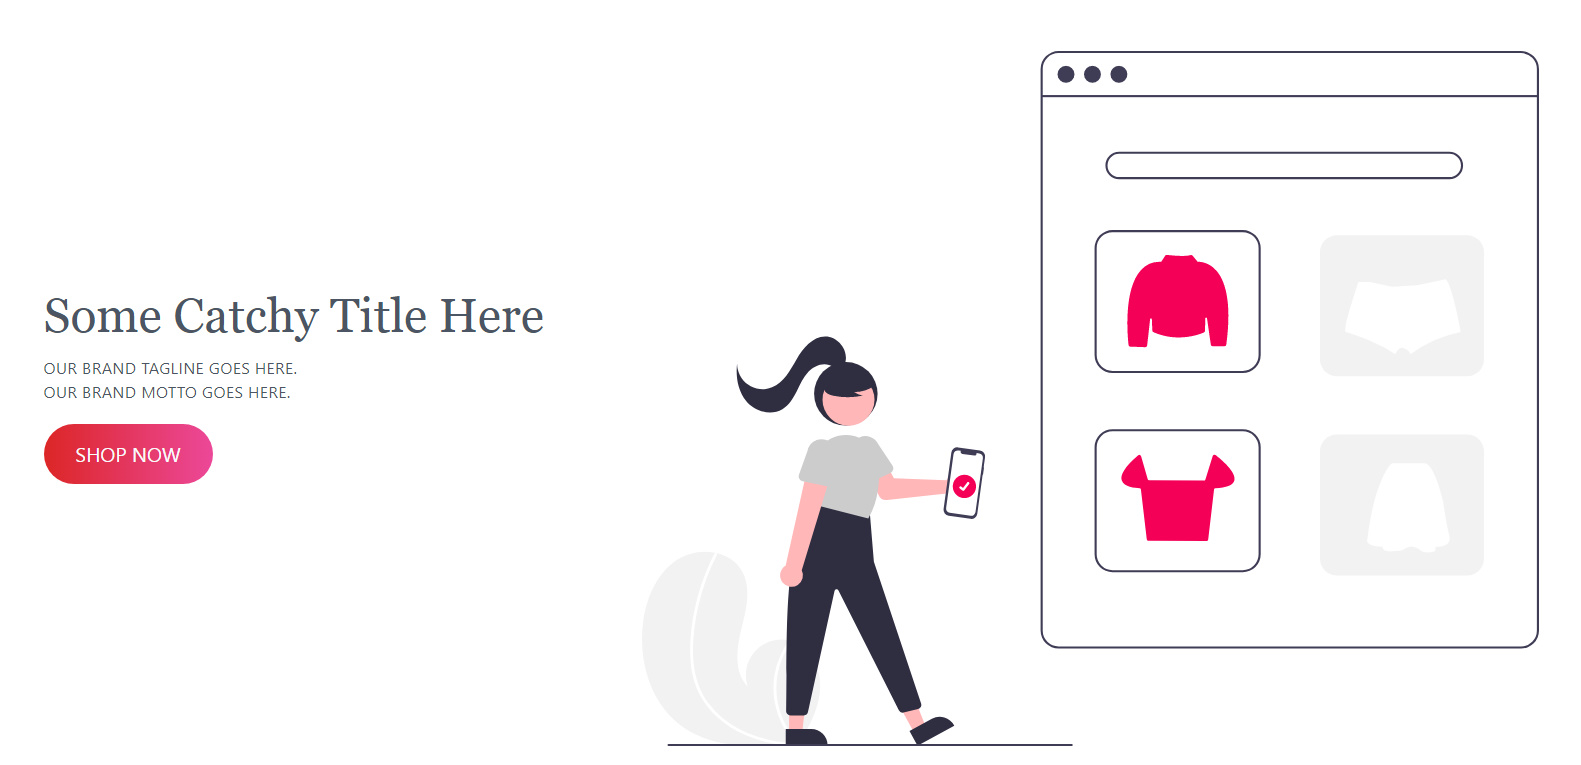 Some Catchy Title Here
OUR BRAND TAGLINE GOES HERE.
OUR BRAND MOTTO GOES HERE.
SHOP NOW